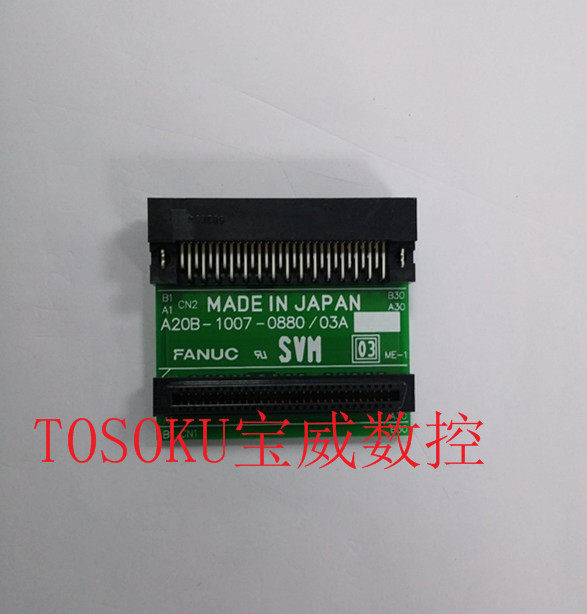 B1 CN2 MADE IN JAPAN B30
A1 A30
A20B-1007-0880/03A
FANUC SVM 03 ME-1
TOSOKU宝威数控
CN1